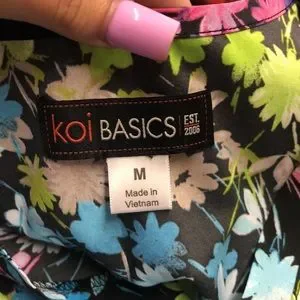 koi BASICS EST.
2006
M
Made in
Vietnam